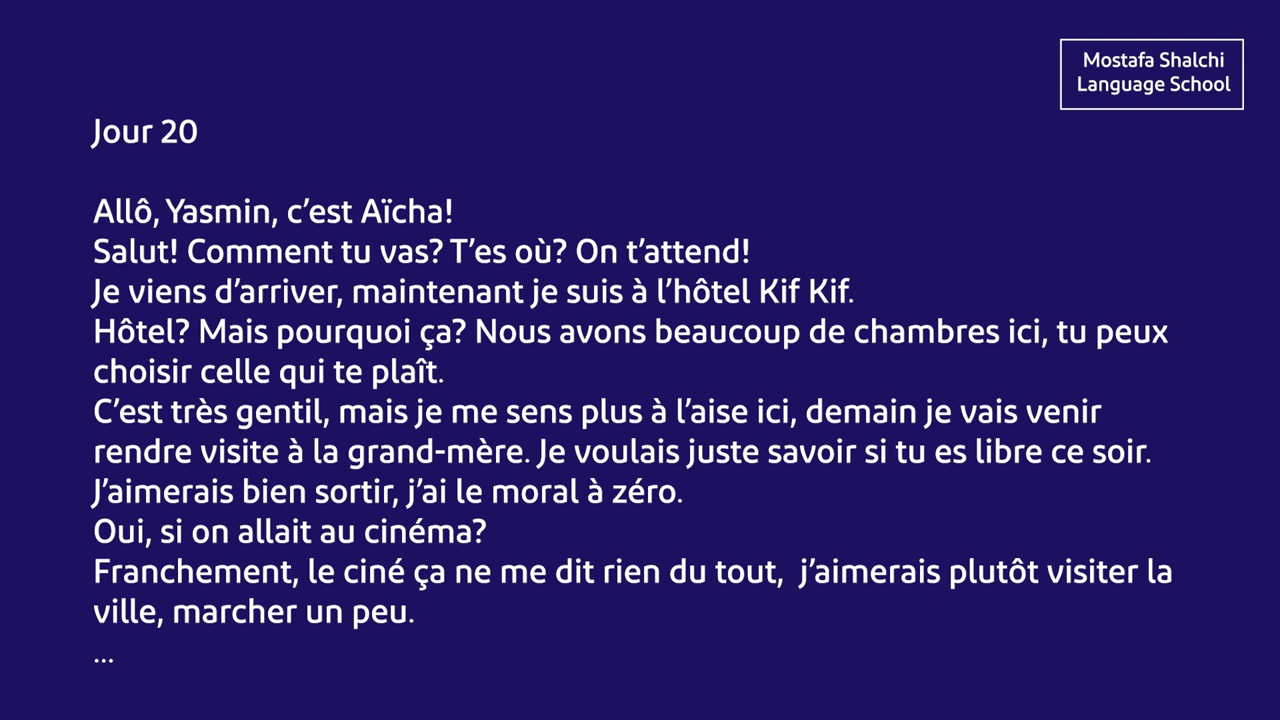 Mostafa Shalchi
Language School
Jour 20
Allô, Yasmin, c’est Aïcha!
Salut! Comment tu vas? T’es où? On t’attend!
Je viens d’arriver, maintenant je suis à l’hôtel Kif Kif.
Hôtel? Mais pourquoi ça? Nous avons beaucoup de chambres ici, tu peux
choisir celle qui te plaît.
C’est très gentil, mais je me sens plus à l’aise ici, demain je vais venir
rendre visite à la grand-mère. Je voulais juste savoir si tu es libre ce soir.
J’aimerais bien sortir, j’ai le moral à zéro.
Oui, si on allait au cinéma?
Franchement, le ciné ça ne me dit rien du tout,  j’aimerais plutôt visiter la
ville, marcher un peu.
...